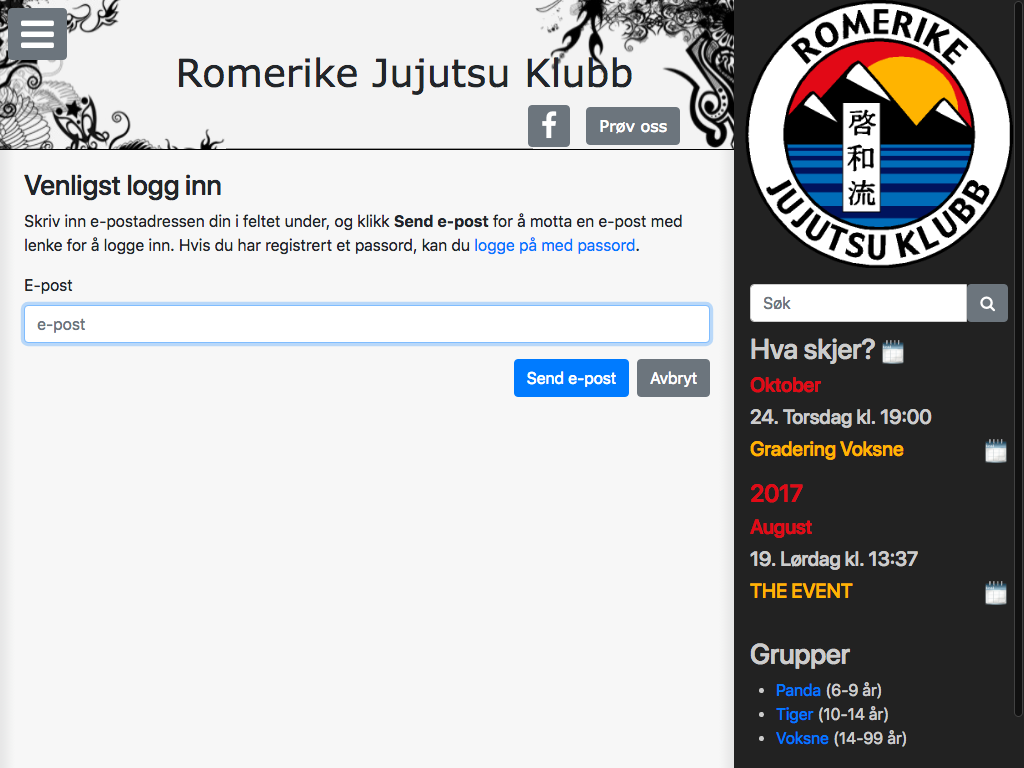 Romerike Jujutsu Klubb
Prøv oss
Venligst logg inn
Skriv inn e-postadressen din i feltet under, og klikk Send e-post for å motta en e-post med
lenke for å logge inn. Hvis du har registrert et passord, kan du logge på med passord.
E-post
e-post
Send e-post
Avbryt
ROMERIKE
啓
和
流
JUJUTSU KLUBB
Søk
Hva skjer?
Oktober
24. Torsdag kl. 19:00
Gradering Voksne
2017
August
19. Lørdag kl. 13:37
THE EVENT
Grupper
Panda (6-9 år)
Tiger (10-14 år)
Voksne (14-99 år)